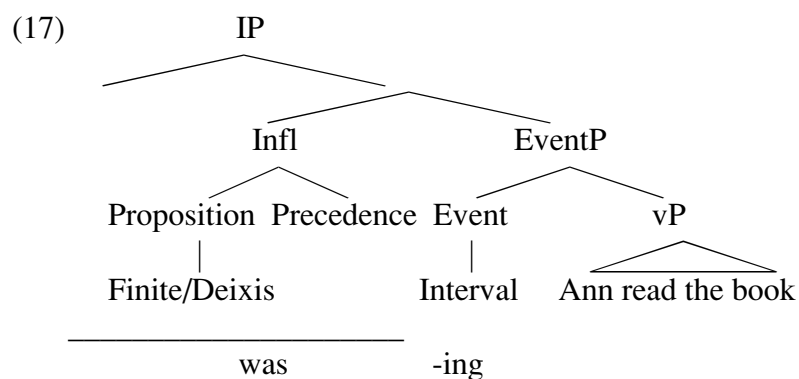 (17) IP
Infl EventP
Proposition Precedence Event vP
Finite/Deixis Interval Ann read the book
was -ing